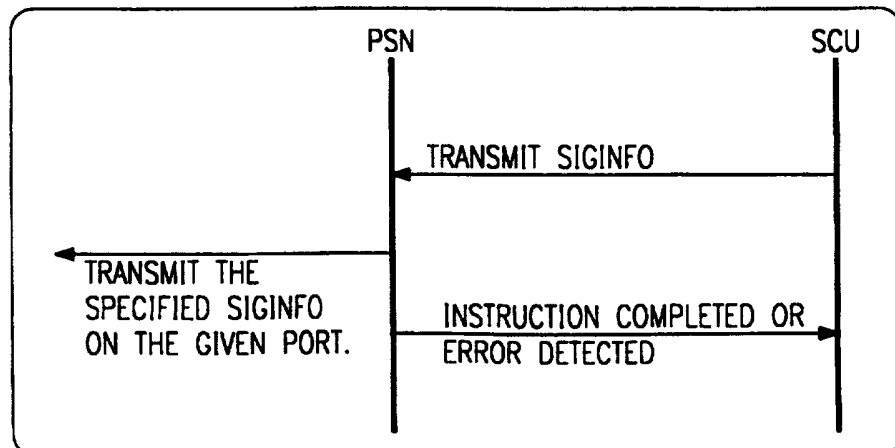 PSN
SCU
TRANSMIT SIGINFO
TRANSMIT THE
SPECIFIED SIGINFO
ON THE GIVEN PORT.
INSTRUCTION COMPLETED OR
ERROR DETECTED